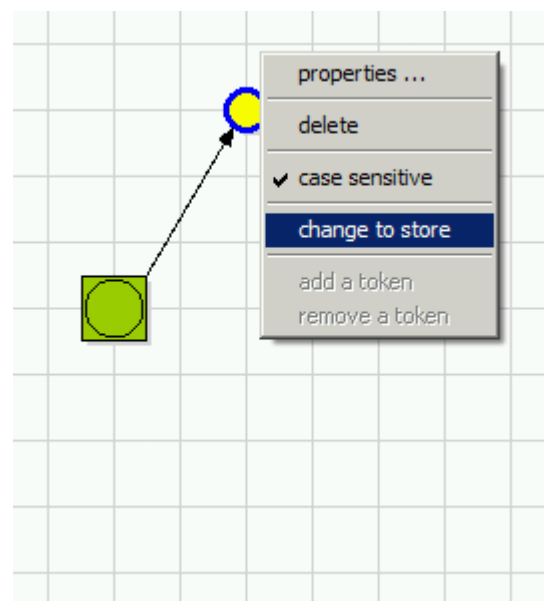 properties ...
delete
case sensitive
change to store
add a token
remove a token